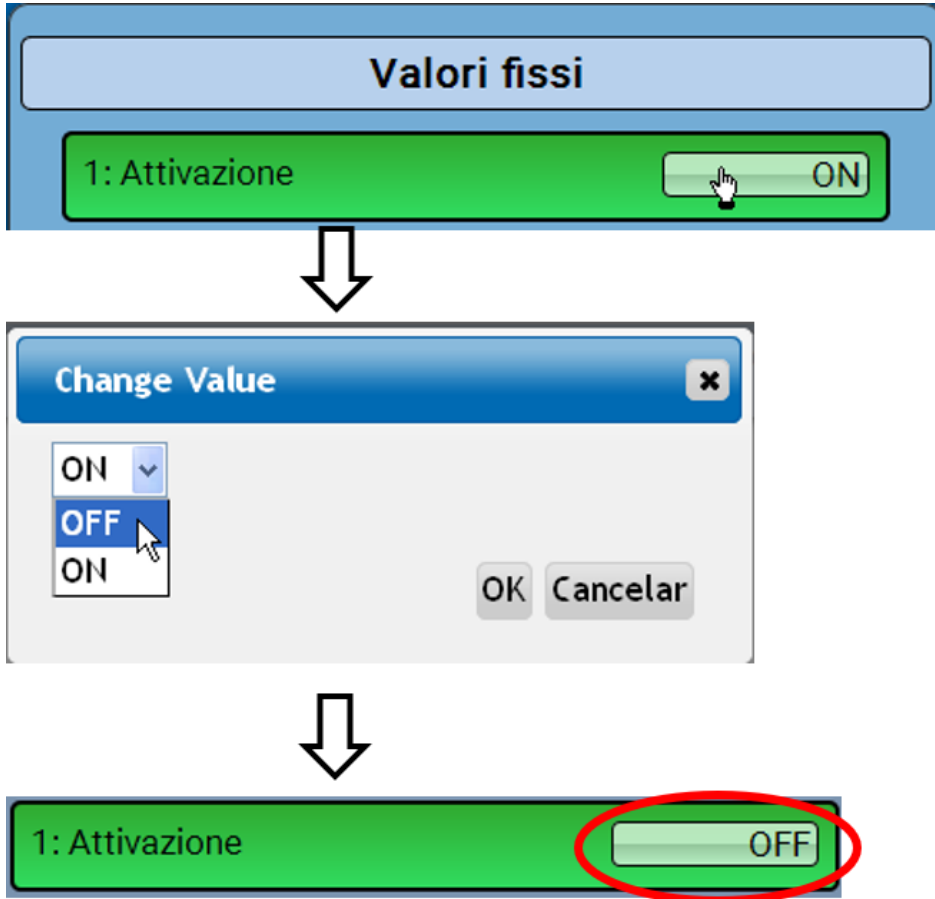 Valori fissi
1: Attivazione ON
Change Value
ON
OFF
ON
OK Cancelar
1: Attivazione OFF